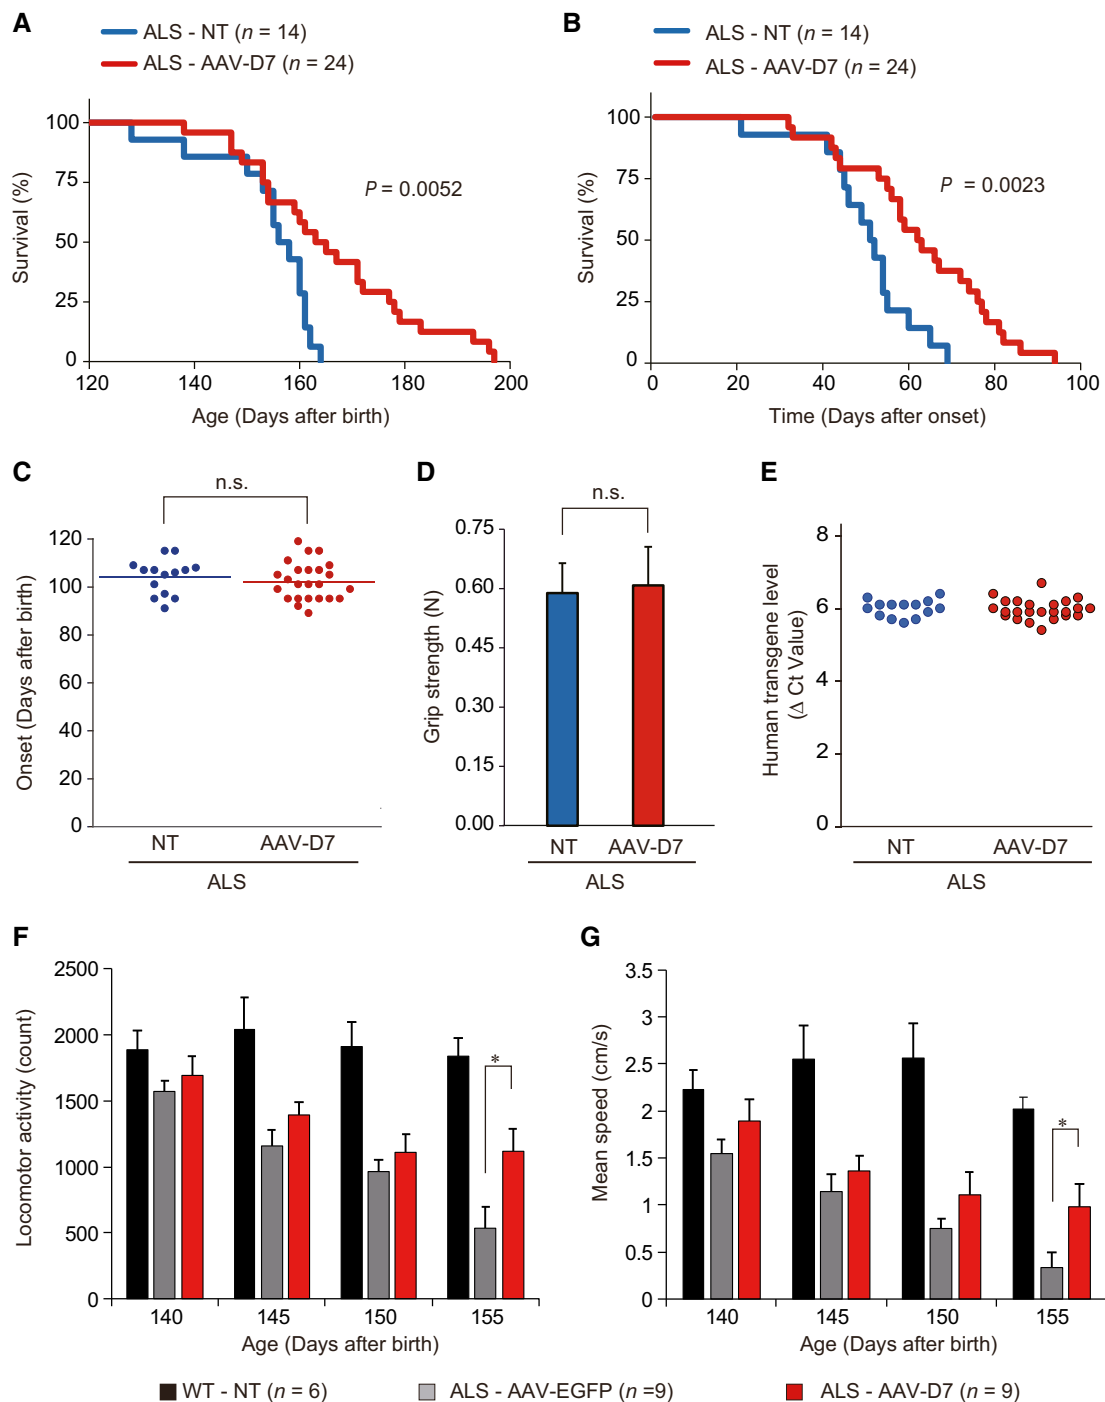 A
ALS - NT (n = 14)
ALS - AAV-D7 (n = 24)
Survival (%)
100
75
50
25
0
P = 0.0052
120 140 160 180 200
Age (Days after birth)
B
ALS - NT (n = 14)
ALS - AAV-D7 (n = 24)
Survival (%)
100
75
50
25
0
P = 0.0023
0 20 40 60 80 100
Time (Days after onset)
C
n.s.
Onset (Days after birth)
120
100
80
60
40
20
0
NT AAV-D7
ALS
D
n.s.
Grip strength (N)
0.75
0.60
0.45
0.30
0.15
0.00
NT AAV-D7
ALS
E
Human transgene level
(Δ Ct Value)
8
6
4
2
0
NT AAV-D7
ALS
F
Locomotor activity (count)
2500
2000
1500
1000
500
0
*
140 145 150 155
Age (Days after birth)
G
Mean speed (cm/s)
3.5
3
2.5
2
1.5
1
0.5
0
*
140 145 150 155
Age (Days after birth)
WT - NT (n = 6)
ALS - AAV-EGFP (n =9)
ALS - AAV-D7 (n = 9)